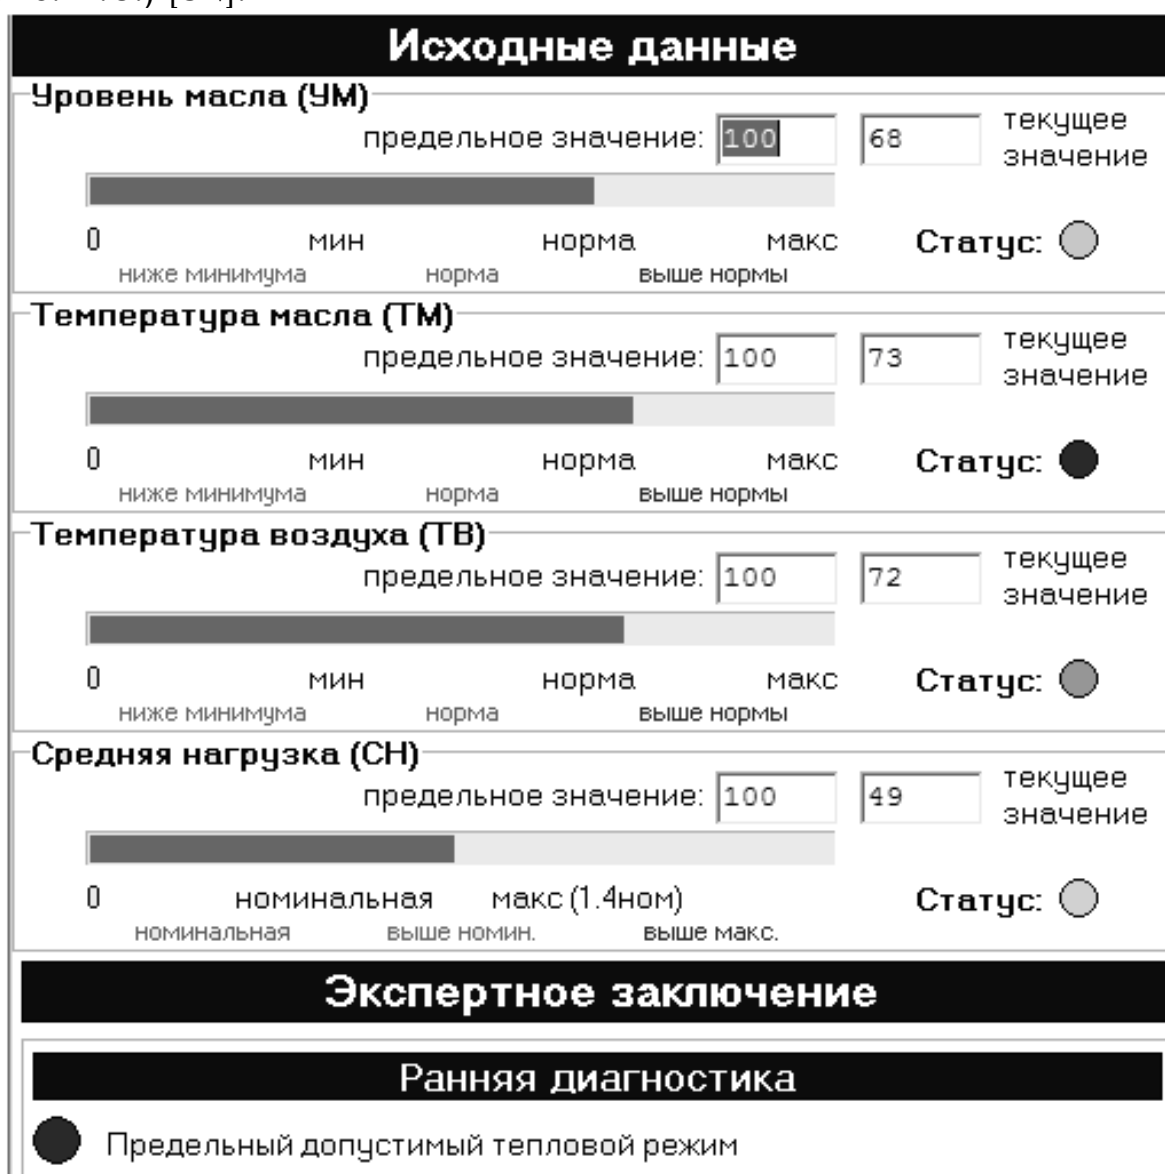 Исходные данные
Уровень масла (УМ)
предельное значение: 100 68 текущее значение
0 мин норма макс Статус:
ниже минимума норма выше нормы
Температура масла (ТМ)
предельное значение: 100 73 текущее значение
0 мин норма макс Статус:
ниже минимума норма выше нормы
Температура воздуха (ТВ)
предельное значение: 100 72 текущее значение
0 мин норма макс Статус:
ниже минимума норма выше нормы
Средняя нагрузка (СН)
предельное значение: 100 49 текущее значение
0 номинальная макс (1.4ном) Статус:
номинальная выше номин. выше макс.
Экспертное заключение
Ранняя диагностика
Предельный допустимый тепловой режим